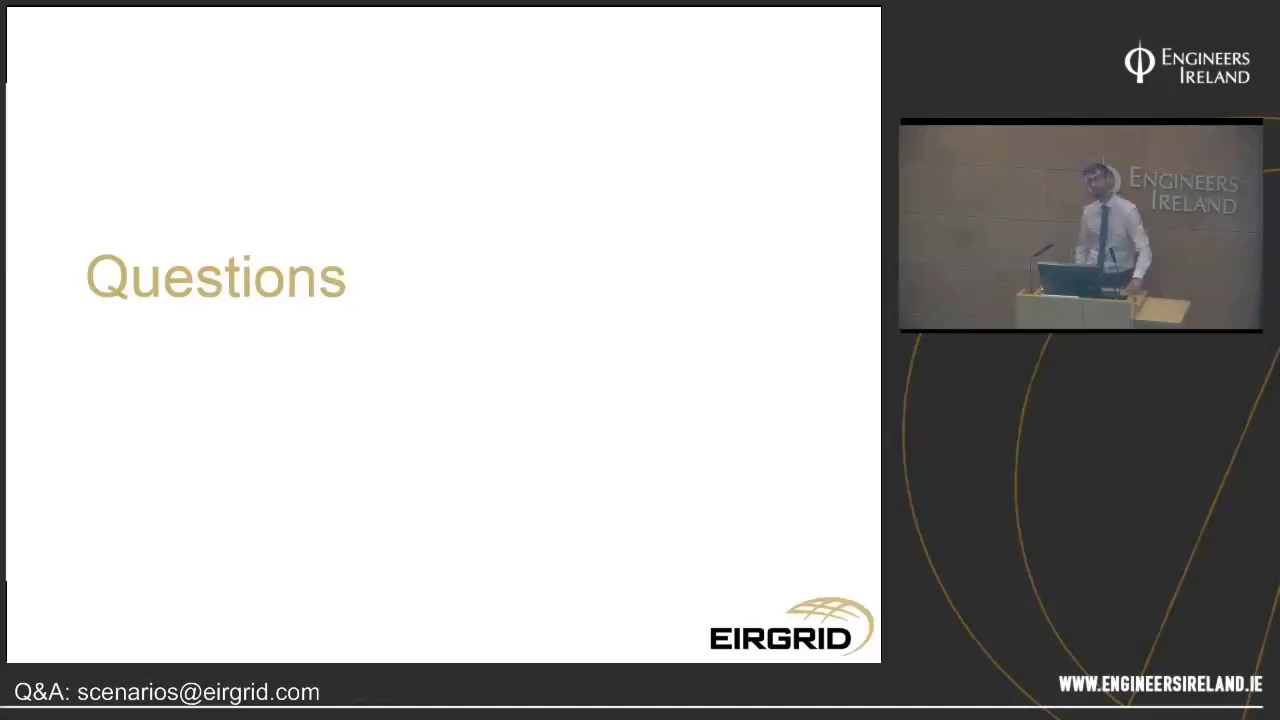 Questions
EIRGRID
Q&A: scenarios@eirgrid.com
ENGINEERS
IRELAND
ENGINEERS
IRELAND
WWW.ENGINEERSIRELAND.IE